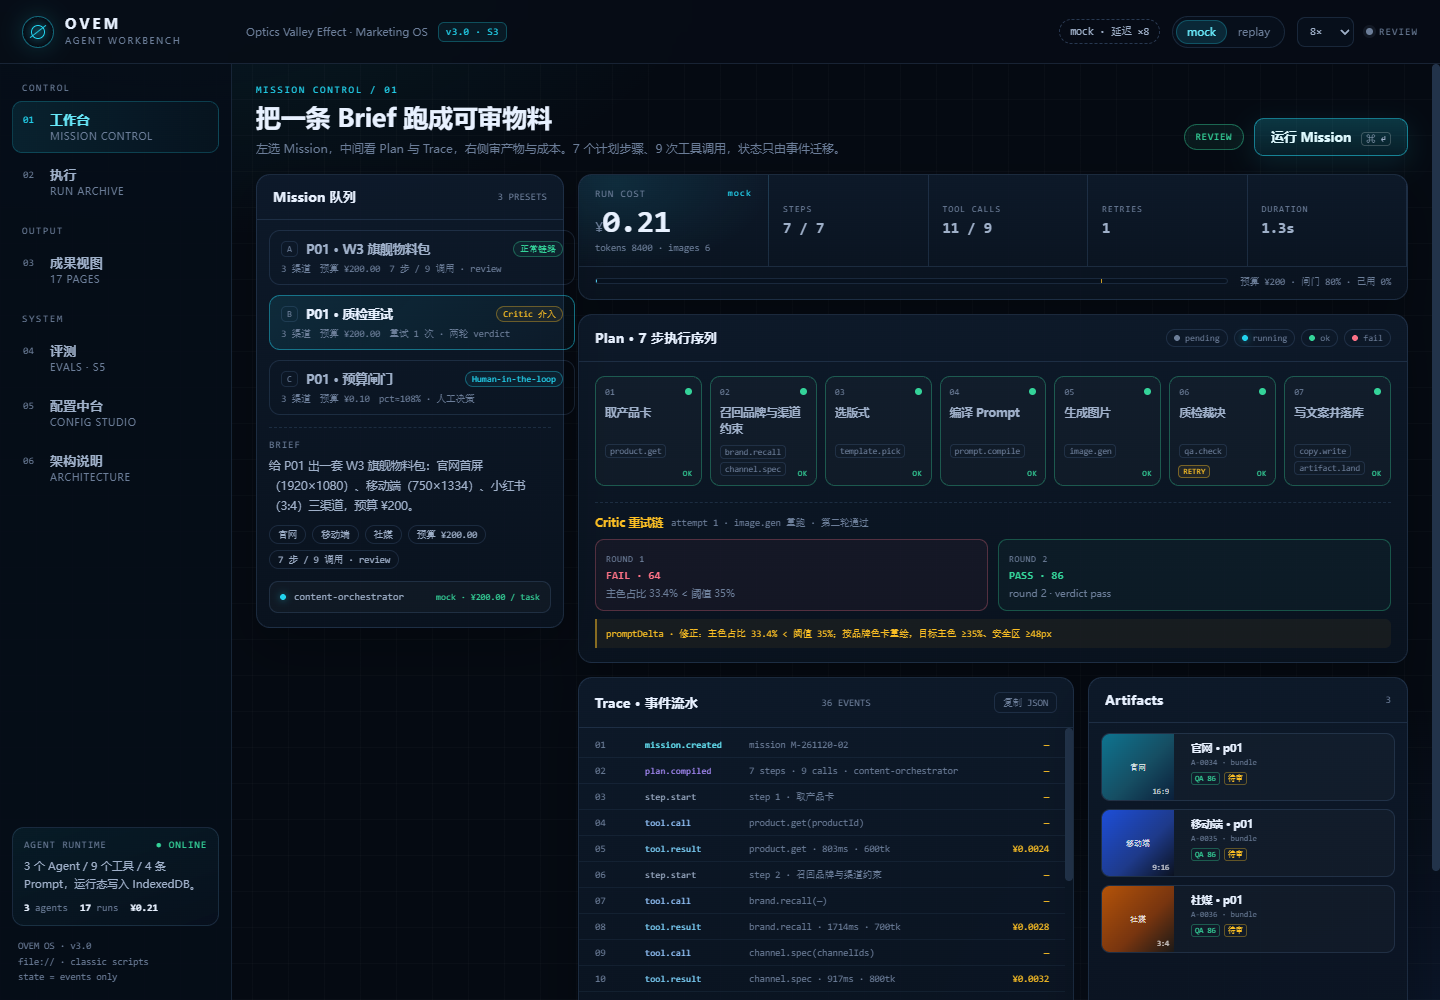 OVEM
AGENT WORKBENCH
Optics Valley Effect · Marketing OS
v3.0 · S3
mock · 延迟 ×8
mock
replay
8×
REVIEW
CONTROL
01 工作台
MISSION CONTROL
02 执行
RUN ARCHIVE
OUTPUT
03 成果视图
17 PAGES
SYSTEM
04 评测
EVALS · S5
05 配置中台
CONFIG STUDIO
06 架构说明
ARCHITECTURE
AGENT RUNTIME
● ONLINE
3 个 Agent / 9 个工具 / 4 条
Prompt，运行态写入 IndexedDB。
3 agents 17 runs ¥0.21
OVEM OS · v3.0
file:// · classic scripts
state = events only
MISSION CONTROL / 01
把一条 Brief 跑成可审物料
左选 Mission，中间看 Plan 与 Trace，右侧审产物与成本。7 个计划步骤、9 次工具调用，状态只由事件迁移。
REVIEW
运行 Mission ⌘ ↵
Mission 队列
3 PRESETS
A P01 • W3 旗舰物料包 正常链路
3 渠道 预算 ¥200.00 7 步 / 9 调用 · review
B P01 • 质检重试 Critic 介入
3 渠道 预算 ¥200.00 重试 1 次 · 两轮 verdict
C P01 • 预算闸门 Human-in-the-loop
3 渠道 预算 ¥0.10 pct=108% · 人工决策
BRIEF
给 P01 出一套 W3 旗舰物料包：官网首屏
（1920×1080）、移动端（750×1334）、小红书
（3:4）三渠道，预算 ¥200。
官网 移动端 社媒 预算 ¥200.00
7 步 / 9 调用 · review
content-orchestrator mock · ¥200.00 / task
RUN COST mock
¥0.21
tokens 8400 · images 6
STEPS
7 / 7
TOOL CALLS
11 / 9
RETRIES
1
DURATION
1.3s
预算 ¥200 · 闸门 80% · 已用 0%
Plan • 7 步执行序列
pending running ok fail
01
取产品卡
product.get
OK
02
召回品牌与渠道
约束
brand.recall
channel.spec
OK
03
选版式
template.pick
OK
04
编译 Prompt
prompt.compile
OK
05
生成图片
image.gen
OK
06
质检裁决
qa.check
RETRY
OK
07
写文案并落库
copy.write
artifact.land
OK
Critic 重试链 attempt 1 · image.gen 重跑 · 第二轮通过
ROUND 1
FAIL · 64
主色占比 33.4% < 阈值 35%
ROUND 2
PASS · 86
round 2 · verdict pass
promptDelta · 修正：主色占比 33.4% < 阈值 35%；按品牌色卡重绘，目标主色 ≥35%、安全区 ≥48px
Trace • 事件流水
36 EVENTS
复制 JSON
01 mission.created mission M-261120-02 —
02 plan.compiled 7 steps · 9 calls · content-orchestrator —
03 step.start step 1 · 取产品卡 —
04 tool.call product.get(productId) —
05 tool.result product.get · 803ms · 600tk ¥0.0024
06 step.start step 2 · 召回品牌与渠道约束 —
07 tool.call brand.recall(—) —
08 tool.result brand.recall · 1714ms · 700tk ¥0.0028
09 tool.call channel.spec(channelIds) —
10 tool.result channel.spec · 917ms · 800tk ¥0.0032
Artifacts
3
官网
16:9
官网 • p01
A-0034 · bundle
QA 86 待审
移动端
9:16
移动端 • p01
A-0035 · bundle
QA 86 待审
社媒
3:4
社媒 • p01
A-0036 · bundle
QA 86 待审